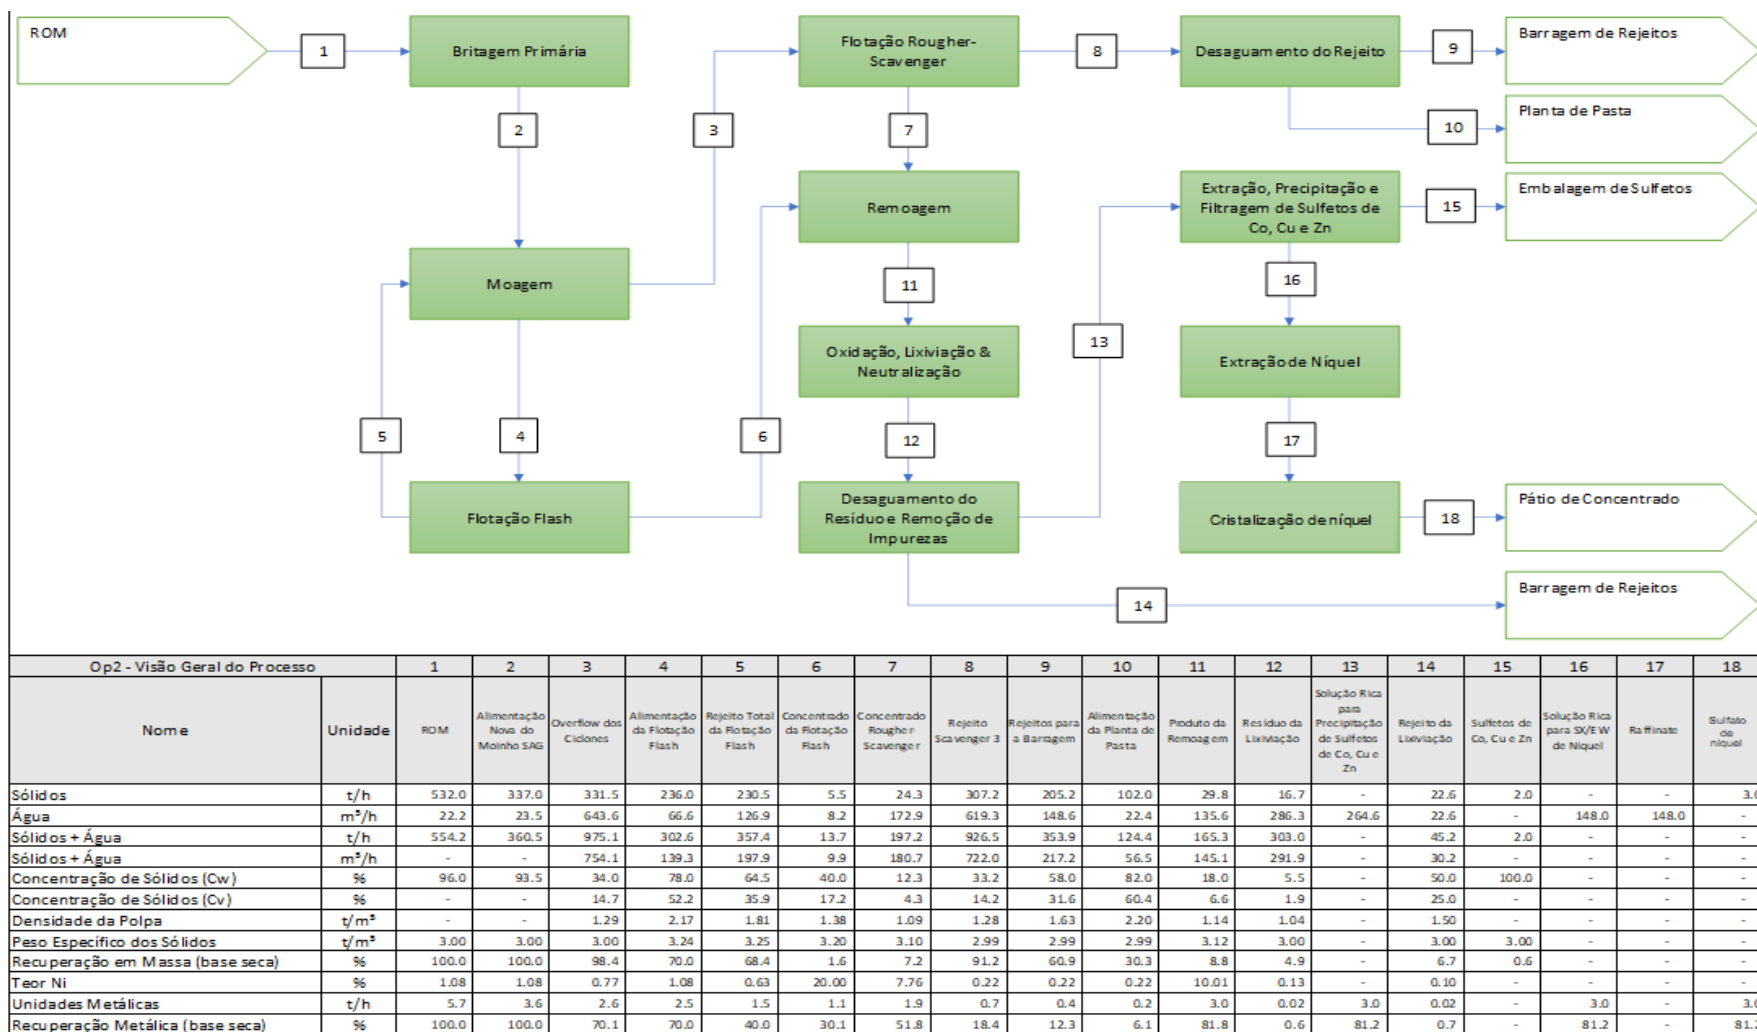 ROM
1
Britagem Primária
Flotação Rougher-
Scavenger
8
Desaguamento do Rejeito
9
Barragem de Rejeitos
10
Planta de Pasta
2
3
7
Remoagem
Extração, Precipitação e
Filtragem de Sulfetos de
Co, Cu e Zn
15
Embalagem de Sulfetos
Moagem
11
16
Oxidação, Lixiviação &
Neutralização
13
Extração de Níquel
5
4
6
12
17
Flotação Flash
Desaguamento do
Resíduo e Remoção de
Impurezas
Cristalização de níquel
18
Pátio de Concentrado
14
Barragem de Rejeitos
Op2 - Visão Geral do Processo 1 2 3 4 5 6 7 8 9 10 11 12 13 14 15 16 17 18
Nome Unidade ROM Alimentação Nova do Moinho SAG Overflow dos Ciclones Alimentação da Flotação Flash Rejeito Total da Flotação Flash Concentrado da Flotação Flash Concentrado Rougher-Scavenger Rejeito Scavenger 3 Rejeitos para a Barragem Alimentação da Planta de Pasta Produto da Remoagem Resíduo da Lixiviação Solução Rica para Precipitação de Sulfetos de Co, Cu e Zn Rejeito da Lixiviação Sulfetos de Co, Cu e Zn Solução Rica para SX/EW de Níquel Raffinate Sulfato de níquel
Sólidos t/h 532.0 337.0 331.5 236.0 230.5 5.5 24.3 307.2 205.2 102.0 29.8 16.7 - 22.6 2.0 - - 3.0
Água m³/h 22.2 23.5 643.6 66.6 126.9 8.2 172.9 619.3 148.6 22.4 135.6 286.3 264.6 22.6 - 148.0 148.0 -
Sólidos + Água t/h 554.2 360.5 975.1 302.6 357.4 13.7 197.2 926.5 353.9 124.4 165.3 303.0 - 45.2 2.0 - - -
Sólidos + Água m³/h - - 754.1 139.3 197.9 9.9 180.7 722.0 217.2 56.5 145.1 291.9 - 30.2 - - - -
Concentração de Sólidos (Cw) % 96.0 93.5 34.0 78.0 64.5 40.0 12.3 33.2 58.0 82.0 18.0 5.5 - 50.0 100.0 - - -
Concentração de Sólidos (Cv) % - - 14.7 52.2 35.9 17.2 4.3 14.2 31.6 60.4 6.6 1.9 - 25.0 - - - -
Densidade da Polpa t/m³ - - 1.29 2.17 1.81 1.38 1.09 1.28 1.63 2.20 1.14 1.04 - 1.50 - - - -
Peso Específico dos Sólidos t/m³ 3.00 3.00 3.00 3.24 3.25 3.20 3.10 2.99 2.99 2.99 3.12 3.00 - 3.00 3.00 - - -
Recuperação em Massa (base seca) % 100.0 100.0 98.4 70.0 68.4 1.6 7.2 91.2 60.9 30.3 8.8 4.9 - 6.7 0.6 - - -
Teor Ni % 1.08 1.08 0.77 1.08 0.63 20.00 7.76 0.22 0.22 0.22 10.01 0.13 - 0.10 - - - -
Unidades Metálicas t/h 5.7 3.6 2.6 2.5 1.5 1.1 1.9 0.7 0.4 0.2 3.0 0.02 3.0 0.02 - 3.0 - 3.0
Recuperação Metálica (base seca) % 100.0 100.0 70.1 70.0 40.0 30.1 51.8 18.4 12.3 6.1 81.8 0.6 81.2 0.7 - 81.2 - 81.2